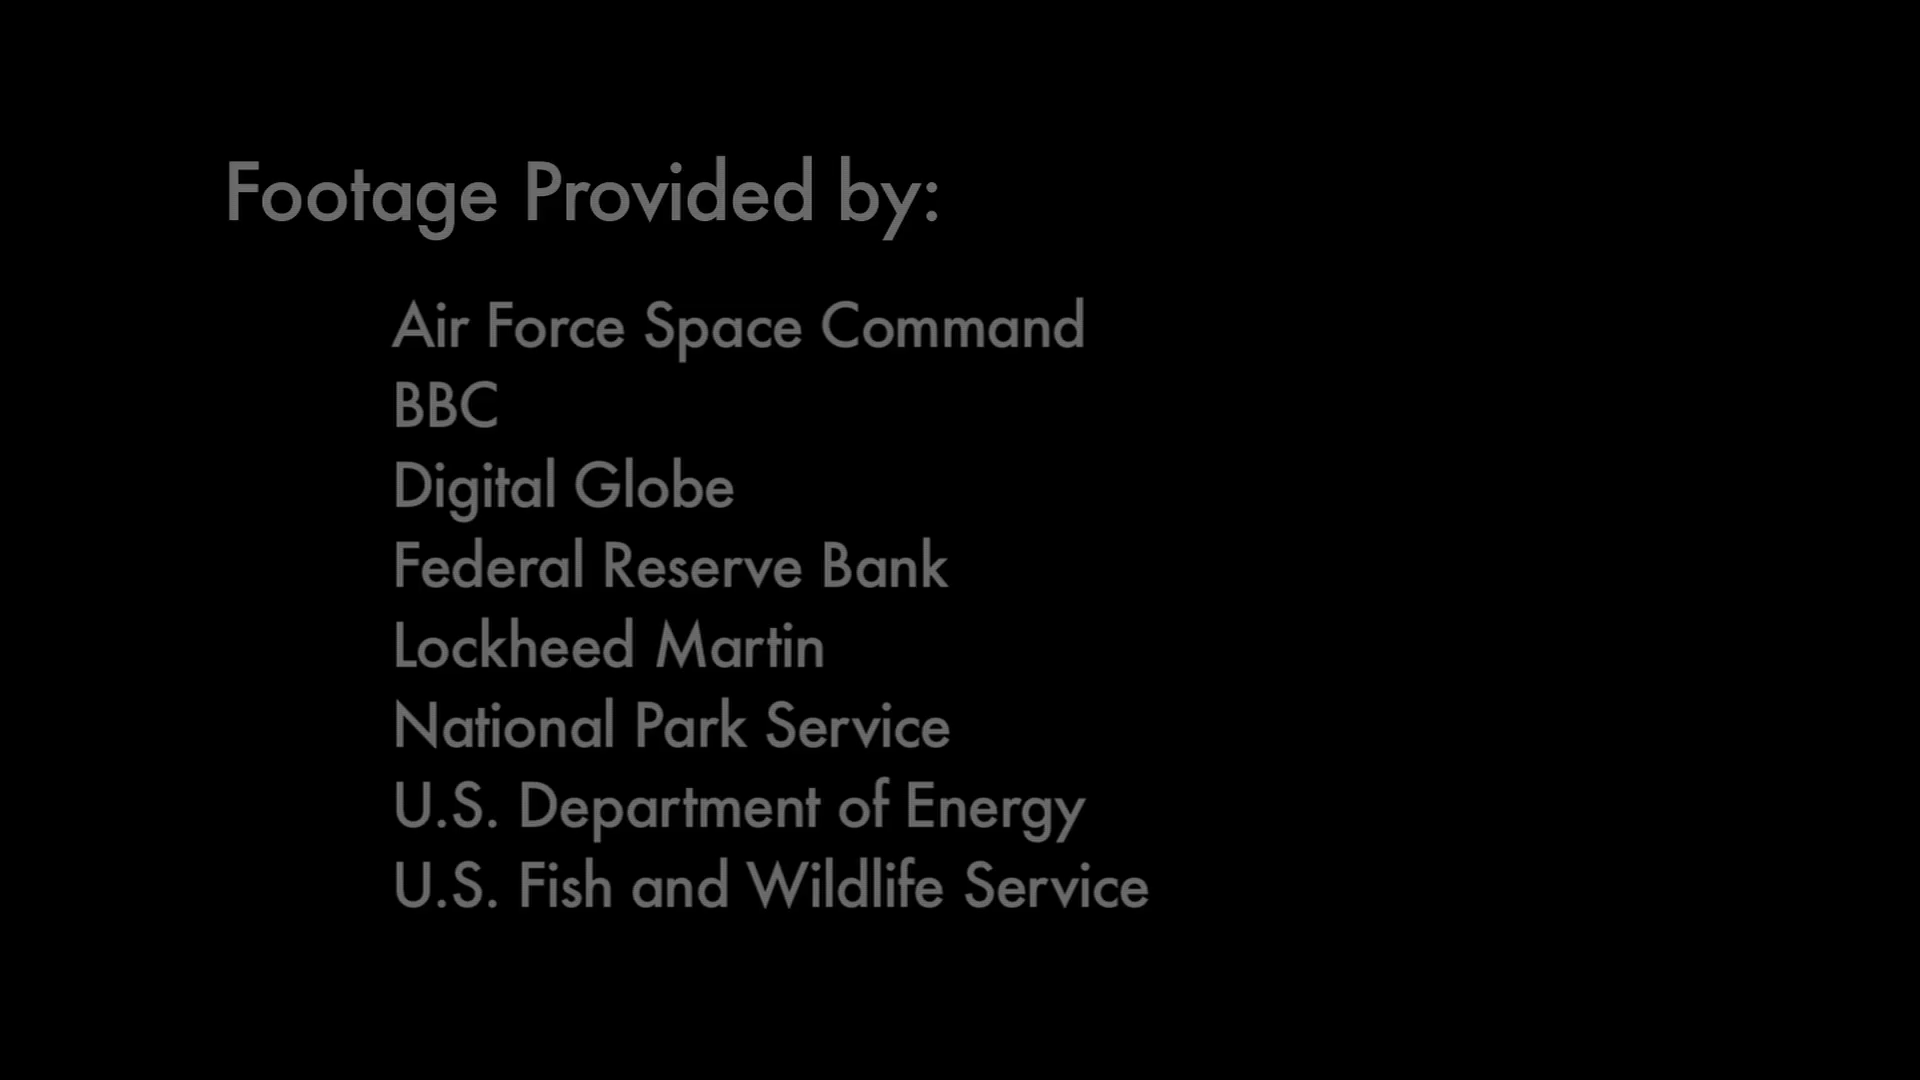 Footage Provided by:
Air Force Space Command
BBC
Digital Globe
Federal Reserve Bank
Lockheed Martin
National Park Service
U.S. Department of Energy
U.S. Fish and Wildlife Service